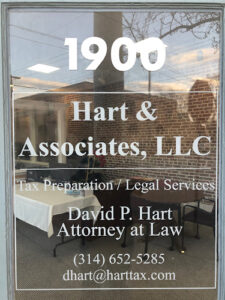 1900
Hart &
Associates, LLC
Tax Preparation / Legal Services
David P. Hart
Attorney at Law
(314) 652-5285
dhart@harttax.com